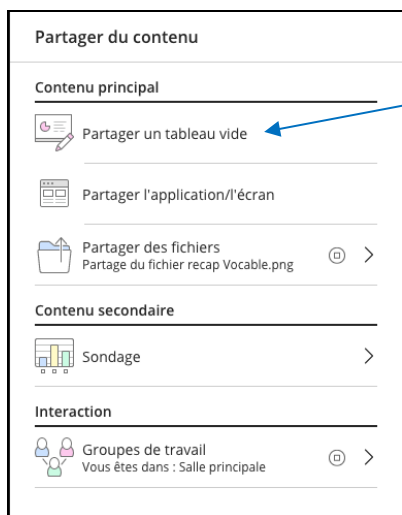 Partager du contenu
Contenu principal
Partager un tableau vide
Partager l'application/l'écran
Partager des fichiers
Partage du fichier recap Vocable.png
Contenu secondaire
Sondage
Interaction
Groupes de travail
Vous êtes dans : Salle principale